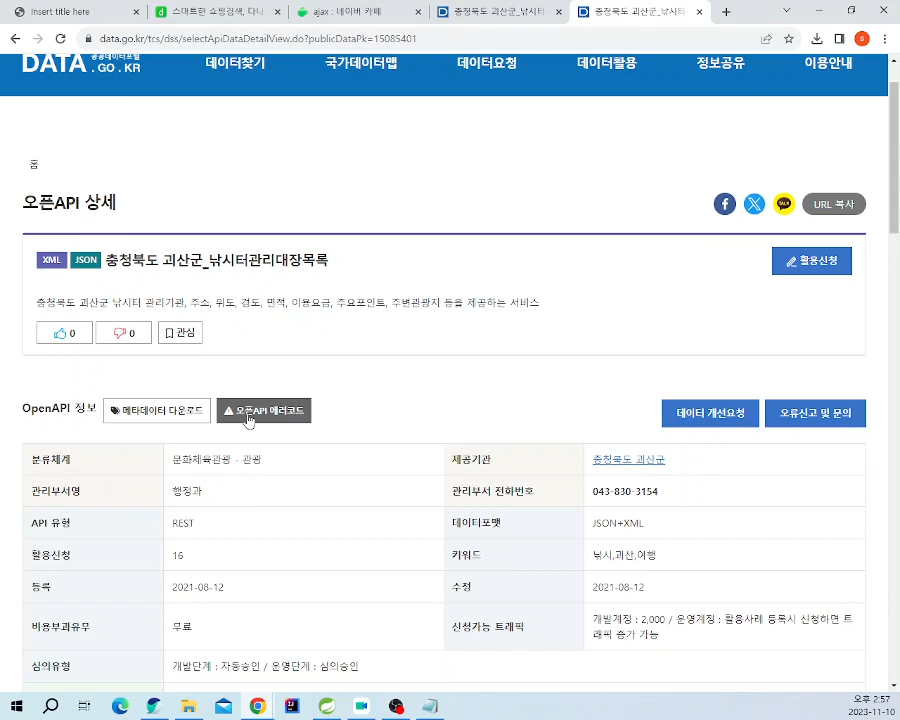 Insert title here
스마트한 쇼핑검색, 다나
ajax : 네이버 카페
충청북도 괴산군_낚시터
충청북도 괴산군_낚시터
data.go.kr/tcs/dss/selectApiDataDetailView.do?publicDataPk=15085401
s
DATA 공공데이터포털 .GO.KR
데이터찾기 국가데이터맵 데이터요청 데이터활용 정보공유 이용안내
홈
오픈API 상세
f X TALK URL 복사
XML JSON 충청북도 괴산군_낚시터관리대장목록 활용신청
충청북도 괴산군 낚시터 관리기관, 주소, 위도, 경도, 면적, 이용요금, 주요포인트, 주변관광지 등을 제공하는 서비스
0 0 관심
OpenAPI 정보 메타데이터 다운로드 오픈API 에러코드 데이터 개선요청 오류신고 및 문의
분류체계 문화체육관광 - 관광 제공기관 충청북도 괴산군
관리부서명 행정과 관리부서 전화번호 043-830-3154
API 유형 REST 데이터포맷 JSON+XML
활용신청 16 키워드 낚시,괴산,여행
등록 2021-08-12 수정 2021-08-12
비용부과유무 무료 신청가능 트래픽 개발계정 : 2,000 / 운영계정 : 활용사례 등록시 신청하면 트
래픽 증가 가능
심의유형 개발단계 : 자동승인 / 운영단계 : 심의승인
오후 2:57
2023-11-10